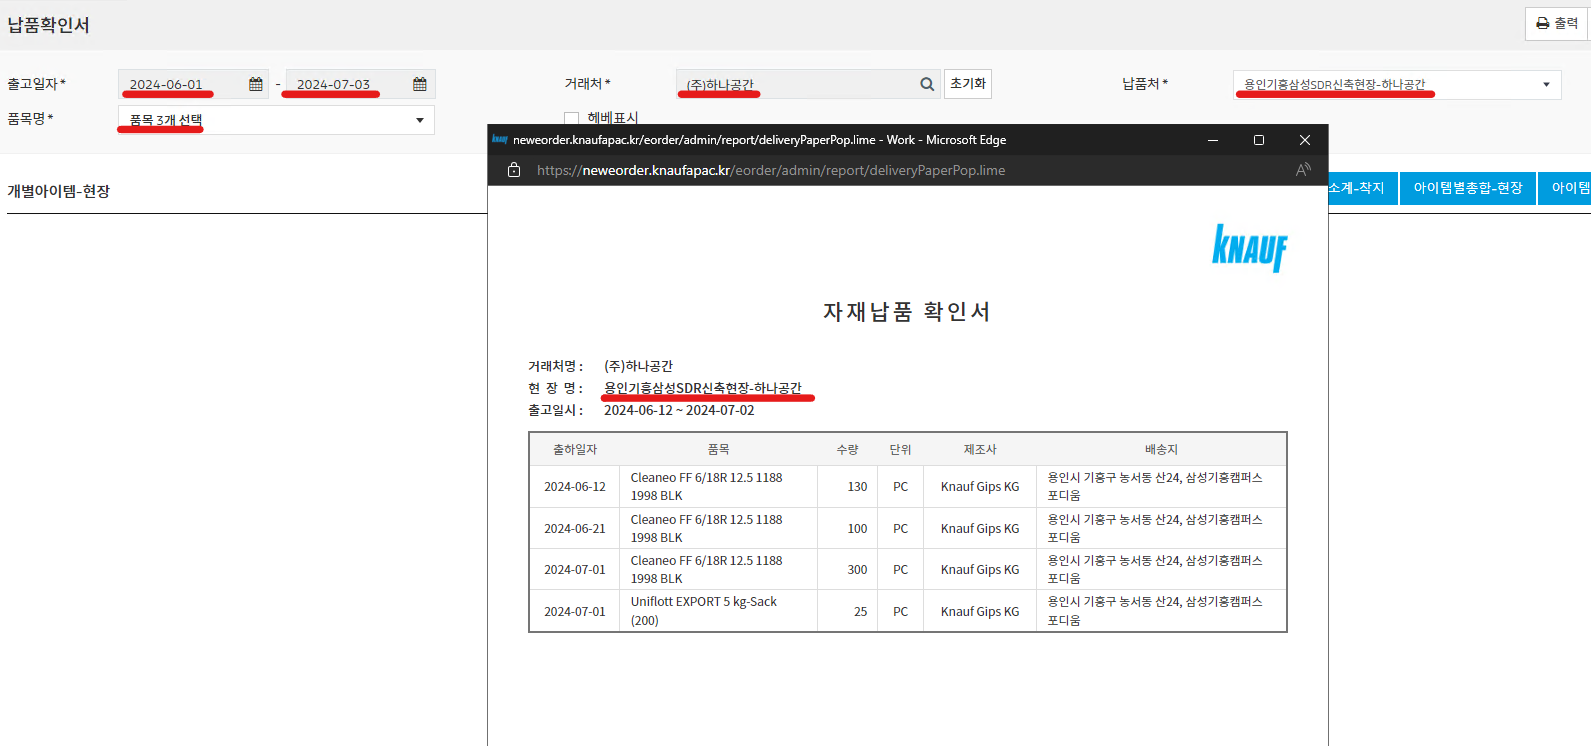 납품확인서
출력
출고일자*
2024-06-01
-
2024-07-03
거래처*
(주)하나공간
초기화
납품처*
용인기흥삼성SDR신축현장-하나공간
품목명*
품목 3개 선택
헤베표시
개별아이템-현장
소계-착지
아이템별총합-현장
아이템
KNAUF neweorder.knaufapac.kr/eorder/admin/report/deliveryPaperPop.lime - Work - Microsoft Edge
https://neweorder.knaufapac.kr/eorder/admin/report/deliveryPaperPop.lime
KNAUF
자재납품 확인서
거래처명 : (주)하나공간
현 장 명 : 용인기흥삼성SDR신축현장-하나공간
출고일시 : 2024-06-12 ~ 2024-07-02
출하일자 품목 수량 단위 제조사 배송지
2024-06-12 Cleaneo FF 6/18R 12.5 1188 1998 BLK 130 PC Knauf Gips KG 용인시 기흥구 농서동 산24, 삼성기흥캠퍼스 포디움
2024-06-21 Cleaneo FF 6/18R 12.5 1188 1998 BLK 100 PC Knauf Gips KG 용인시 기흥구 농서동 산24, 삼성기흥캠퍼스 포디움
2024-07-01 Cleaneo FF 6/18R 12.5 1188 1998 BLK 300 PC Knauf Gips KG 용인시 기흥구 농서동 산24, 삼성기흥캠퍼스 포디움
2024-07-01 Uniflott EXPORT 5 kg-Sack (200) 25 PC Knauf Gips KG 용인시 기흥구 농서동 산24, 삼성기흥캠퍼스 포디움